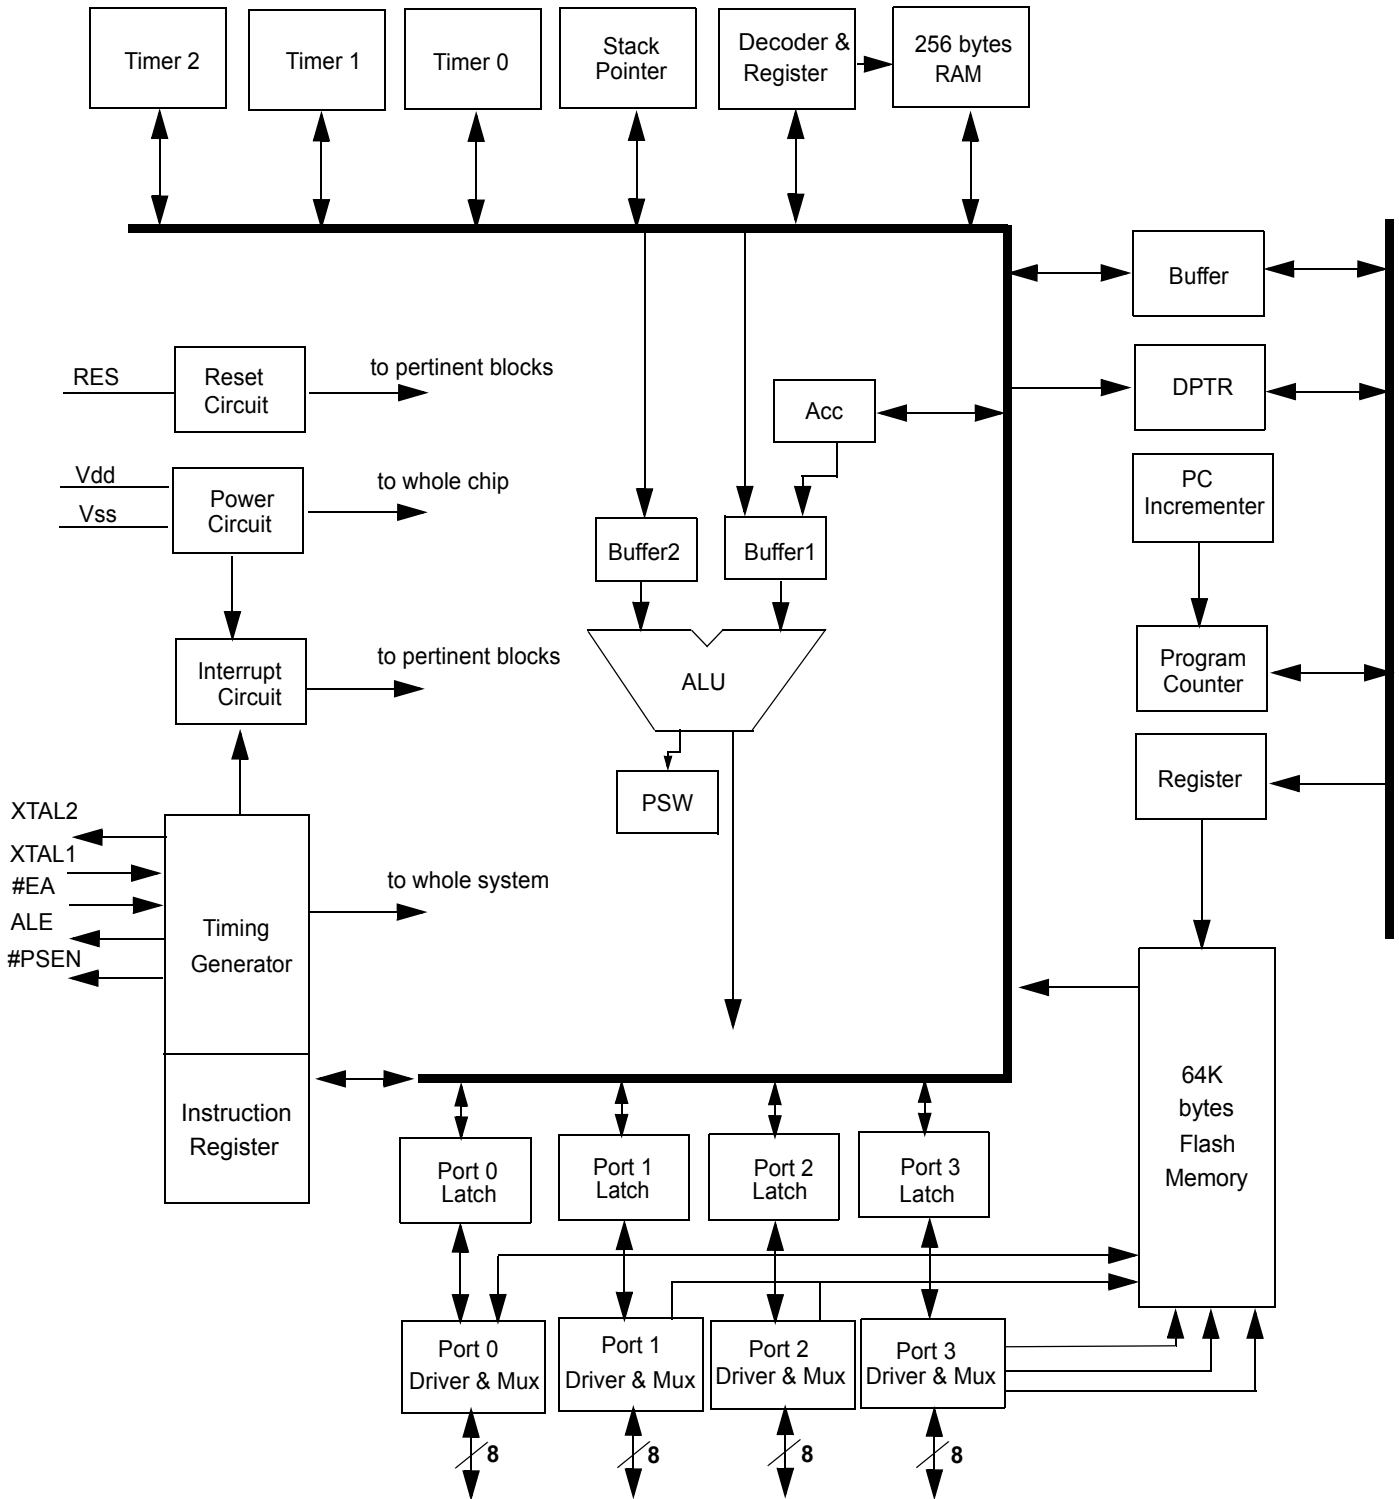 Timer 2
Timer 1
Timer 0
Stack
Pointer
Decoder &
Register
256 bytes
RAM
Buffer
RES
Reset
Circuit
to pertinent blocks
Acc
DPTR
Vdd
Vss
Power
Circuit
to whole chip
PC
Incrementer
Buffer2
Buffer1
Interrupt
Circuit
to pertinent blocks
ALU
Program
Counter
PSW
Register
XTAL2
XTAL1
#EA
ALE
#PSEN
Timing
Generator
to whole system
Instruction
Register
64K
bytes
Flash
Memory
Port 0
Latch
Port 1
Latch
Port 2
Latch
Port 3
Latch
Port 0
Driver & Mux
Port 1
Driver & Mux
Port 2
Driver & Mux
Port 3
Driver & Mux
8
8
8
8